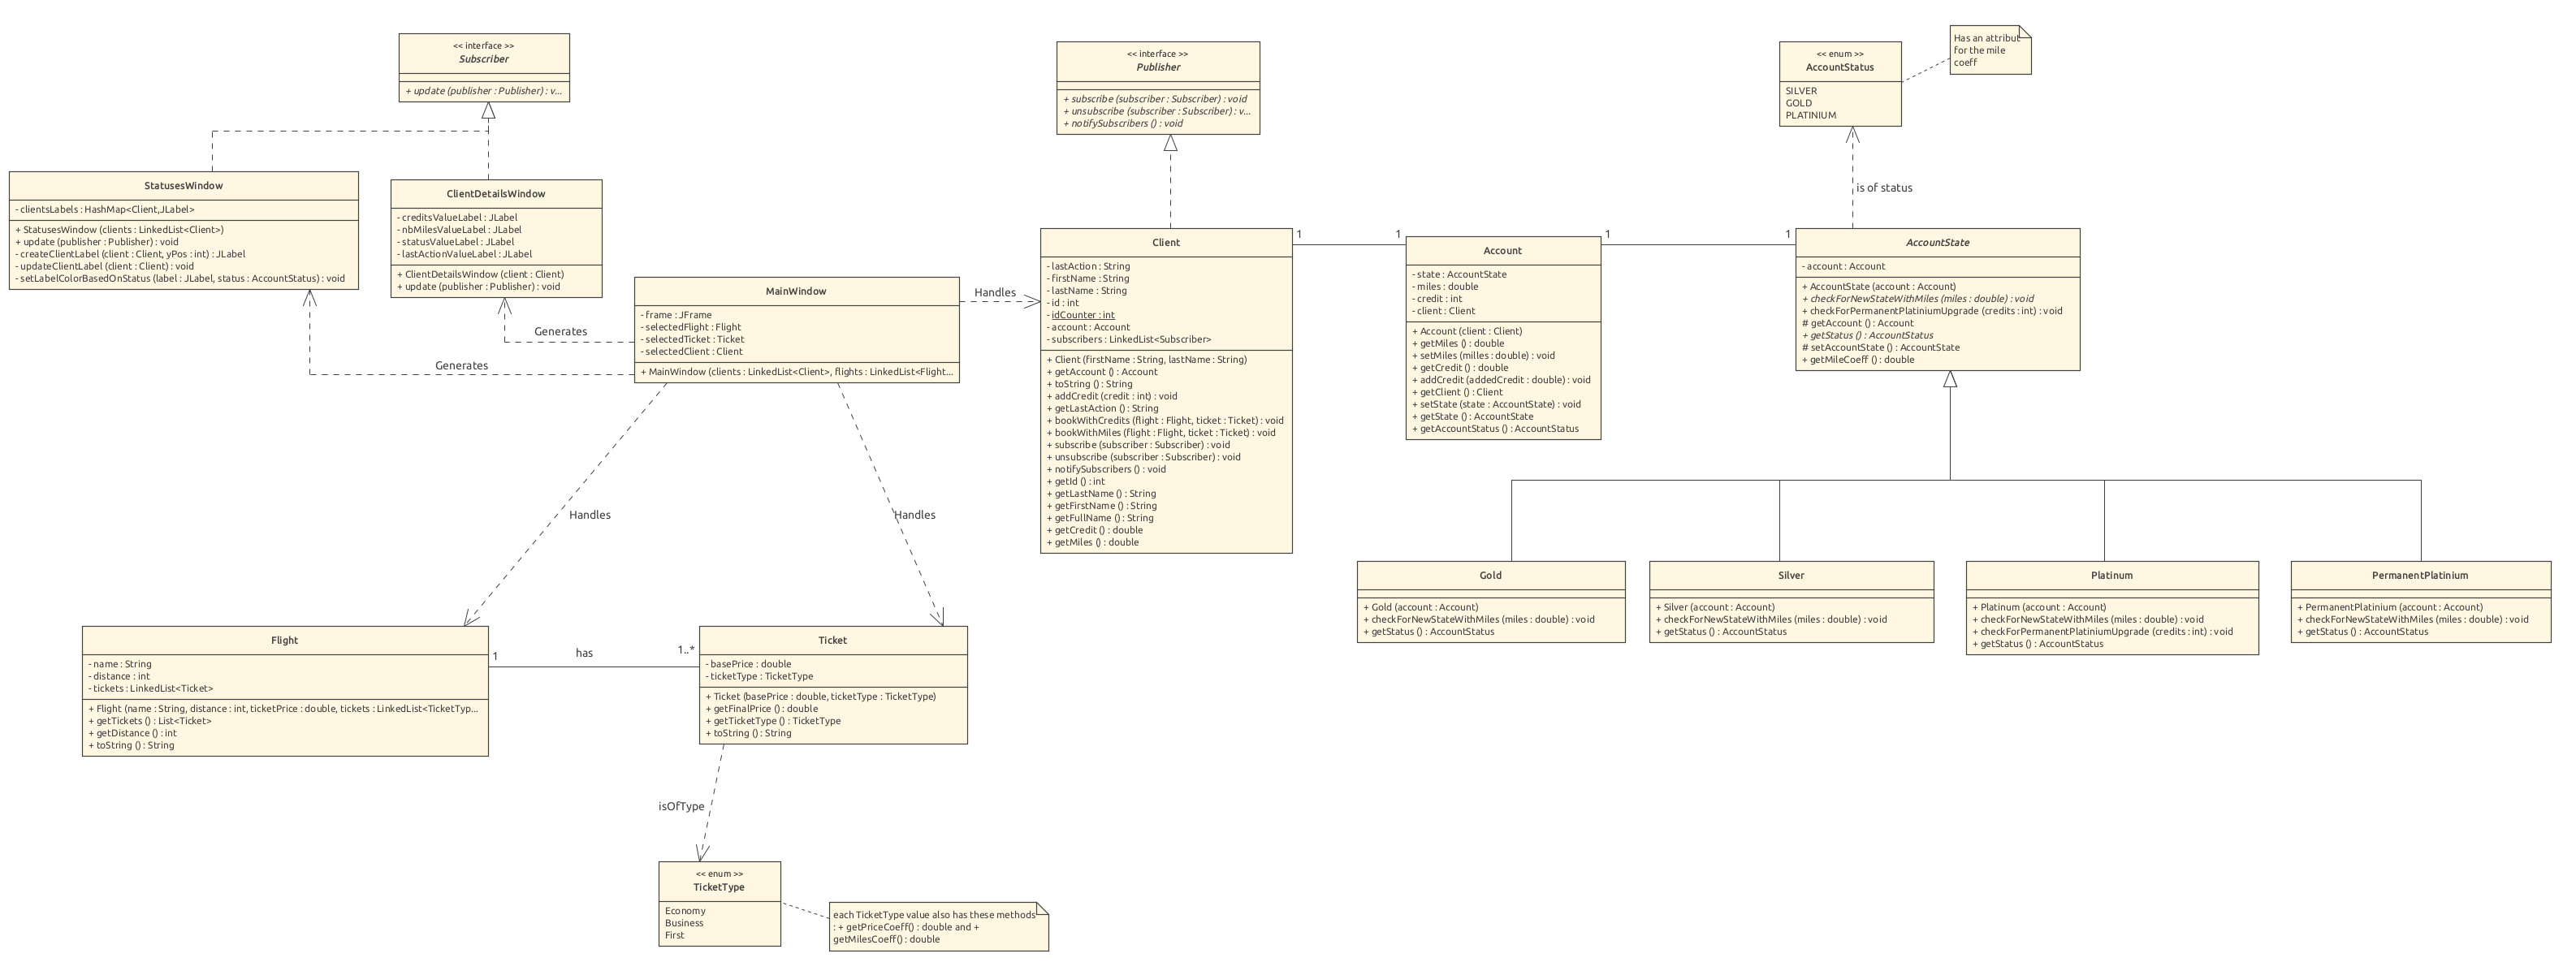 << interface >>
Subscriber
+ update (publisher : Publisher) : v...
<< interface >>
Publisher
+ subscribe (subscriber : Subscriber) : void
+ unsubscribe (subscriber : Subscriber) : v...
+ notifySubscribers () : void
<< enum >>
AccountStatus
SILVER
GOLD
PLATINIUM
Has an attribut
for the mile
coeff
is of status
StatusesWindow
- clientsLabels : HashMap<Client,JLabel>
+ StatusesWindow (clients : LinkedList<Client>)
+ update (publisher : Publisher) : void
- createClientLabel (client : Client, yPos : int) : JLabel
- updateClientLabel (client : Client) : void
- setLabelColorBasedOnStatus (label : JLabel, status : AccountStatus) : void
ClientDetailsWindow
- creditsValueLabel : JLabel
- nbMilesValueLabel : JLabel
- statusValueLabel : JLabel
- lastActionValueLabel : JLabel
+ ClientDetailsWindow (client : Client)
+ update (publisher : Publisher) : void
Generates
Generates
MainWindow
- frame : JFrame
- selectedFlight : Flight
- selectedTicket : Ticket
- selectedClient : Client
+ MainWindow (clients : LinkedList<Client>, flights : LinkedList<Flight...
Handles
Client
- lastAction : String
- firstName : String
- lastName : String
- id : int
- idCounter : int
- account : Account
- subscribers : LinkedList<Subscriber>
+ Client (firstName : String, lastName : String)
+ getAccount () : Account
+ toString () : String
+ addCredit (credit : int) : void
+ getLastAction () : String
+ bookWithCredits (flight : Flight, ticket : Ticket) : void
+ bookWithMiles (flight : Flight, ticket : Ticket) : void
+ subscribe (subscriber : Subscriber) : void
+ unsubscribe (subscriber : Subscriber) : void
+ notifySubscribers () : void
+ getId () : int
+ getLastName () : String
+ getFirstName () : String
+ getFullName () : String
+ getCredit () : double
+ getMiles () : double
1
1
Account
- state : AccountState
- miles : double
- credit : int
- client : Client
+ Account (client : Client)
+ getMiles () : double
+ setMiles (milles : double) : void
+ getCredit () : double
+ addCredit (addedCredit : double) : void
+ getClient () : Client
+ setState (state : AccountState) : void
+ getState () : AccountState
+ getAccountStatus () : AccountStatus
1
1
AccountState
- account : Account
+ AccountState (account : Account)
+ checkForNewStateWithMiles (miles : double) : void
+ checkForPermanentPlatiniumUpgrade (credits : int) : void
# getAccount () : Account
+ getStatus () : AccountStatus
# setAccountState () : AccountState
+ getMileCoeff () : double
Handles
Handles
Gold
+ Gold (account : Account)
+ checkForNewStateWithMiles (miles : double) : void
+ getStatus () : AccountStatus
Silver
+ Silver (account : Account)
+ checkForNewStateWithMiles (miles : double) : void
+ getStatus () : AccountStatus
Platinum
+ Platinum (account : Account)
+ checkForNewStateWithMiles (miles : double) : void
+ checkForPermanentPlatiniumUpgrade (credits : int) : void
+ getStatus () : AccountStatus
PermanentPlatinium
+ PermanentPlatinium (account : Account)
+ checkForNewStateWithMiles (miles : double) : void
+ getStatus () : AccountStatus
Flight
- name : String
- distance : int
- tickets : LinkedList<Ticket>
+ Flight (name : String, distance : int, ticketPrice : double, tickets : LinkedList<TicketTyp...
+ getTickets () : List<Ticket>
+ getDistance () : int
+ toString () : String
1
has
1..*
Ticket
- basePrice : double
- ticketType : TicketType
+ Ticket (basePrice : double, ticketType : TicketType)
+ getFinalPrice () : double
+ getTicketType () : TicketType
+ toString () : String
isOfType
<< enum >>
TicketType
Economy
Business
First
each TicketType value also has these methods
: + getPriceCoeff() : double and +
getMilesCoeff() : double